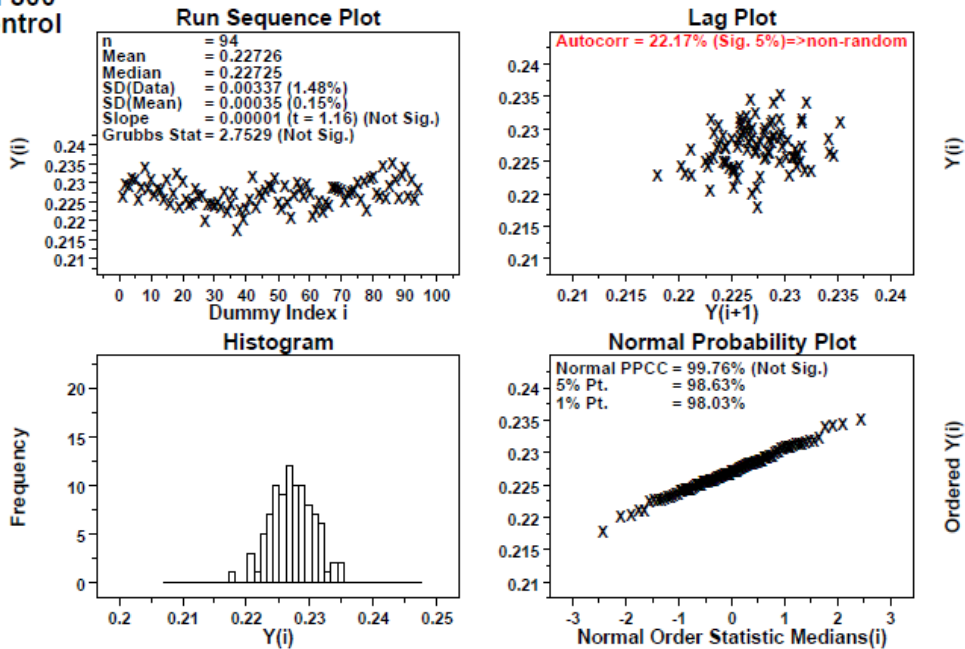 ntrol
Run Sequence Plot
n = 94
Mean = 0.22726
Median = 0.22725
SD(Data) = 0.00337 (1.48%)
SD(Mean) = 0.00035 (0.15%)
Slope = 0.00001 (t = 1.16) (Not Sig.)
Grubbs Stat = 2.7529 (Not Sig.)
Y(i)
0.24
0.235
0.23
0.225
0.22
0.215
0.21
0 10 20 30 40 50 60 70 80 90 100
Dummy Index i
Lag Plot
Autocorr = 22.17% (Sig. 5%)=>non-random
0.24
0.235
0.23
0.225
0.22
0.215
0.21
Y(i)
0.21 0.215 0.22 0.225 0.23 0.235 0.24
Y(i+1)
Histogram
Frequency
20
15
10
5
0
0.2 0.21 0.22 0.23 0.24 0.25
Y(i)
Normal Probability Plot
Normal PPCC = 99.76% (Not Sig.)
5% Pt. = 98.63%
1% Pt. = 98.03%
0.24
0.235
0.23
0.225
0.22
0.215
0.21
Ordered Y(i)
-3 -2 -1 0 1 2 3
Normal Order Statistic Medians(i)